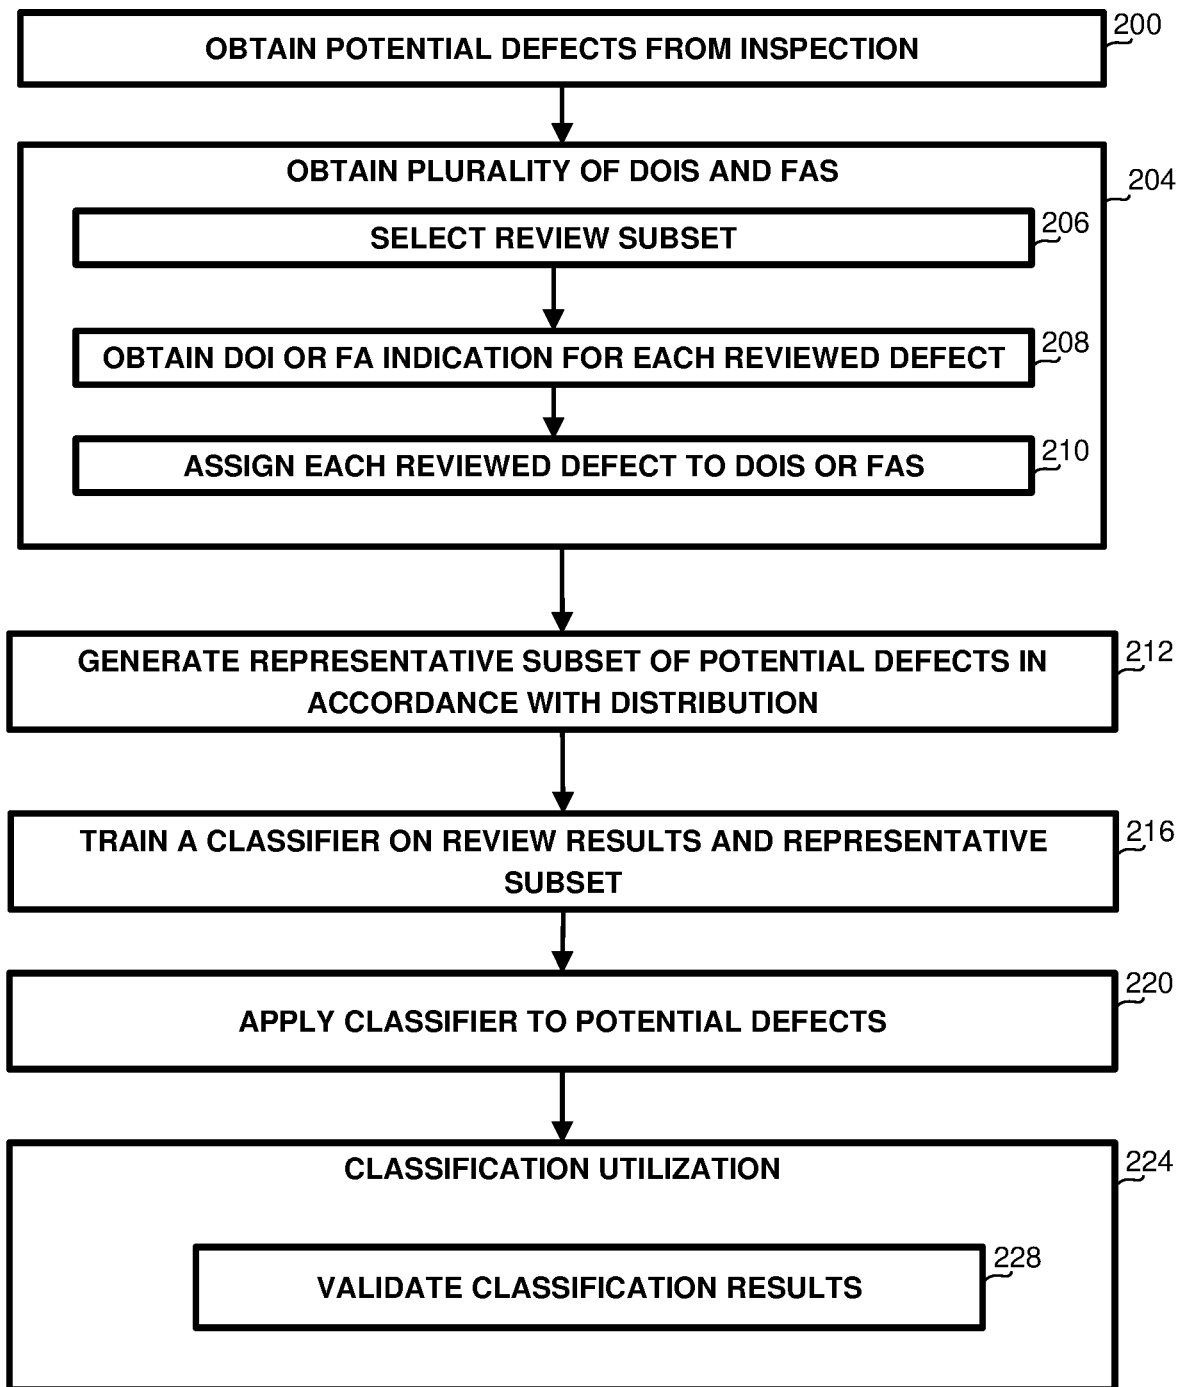 OBTAIN POTENTIAL DEFECTS FROM INSPECTION
200
OBTAIN PLURALITY OF DOIS AND FAS
204
SELECT REVIEW SUBSET
206
OBTAIN DOI OR FA INDICATION FOR EACH REVIEWED DEFECT
208
ASSIGN EACH REVIEWED DEFECT TO DOIS OR FAS
210
GENERATE REPRESENTATIVE SUBSET OF POTENTIAL DEFECTS IN
ACCORDANCE WITH DISTRIBUTION
212
TRAIN A CLASSIFIER ON REVIEW RESULTS AND REPRESENTATIVE
SUBSET
216
APPLY CLASSIFIER TO POTENTIAL DEFECTS
220
CLASSIFICATION UTILIZATION
224
VALIDATE CLASSIFICATION RESULTS
228